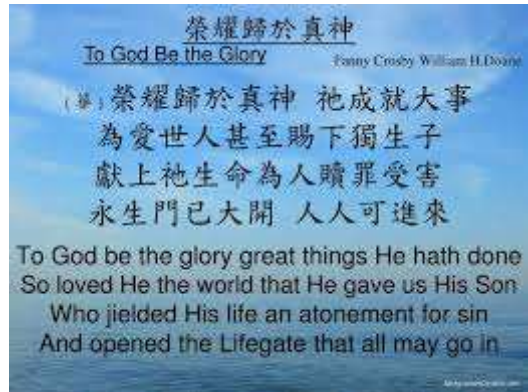 榮耀歸於真神
To God Be the Glory
Fanny Crosby William H.Doane
(華)榮耀歸於真神 祂成就大事
為愛世人甚至賜下獨生子
獻上祂生命為人贖罪受害
永生門已大開 人人可進來
To God be the glory great things He hath done
So loved He the world that He gave us His Son
Who jielded His life an atonement for sin
And opened the Lifegate that all may go in